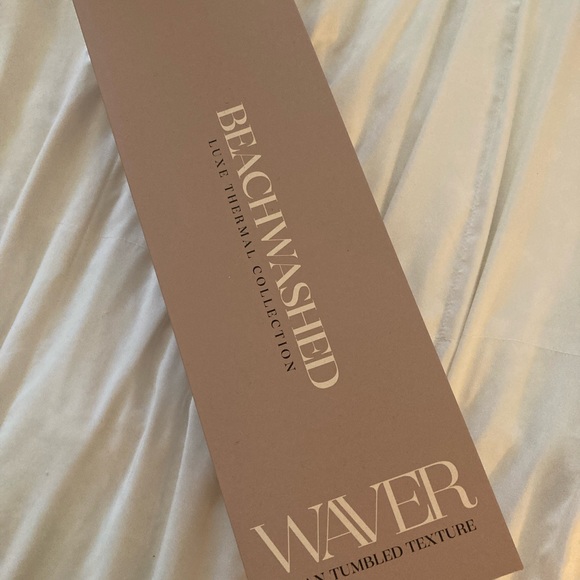 BEACHWASHED
LUXE THERMAL COLLECTION
WAVER
TUMBLED TEXTURE